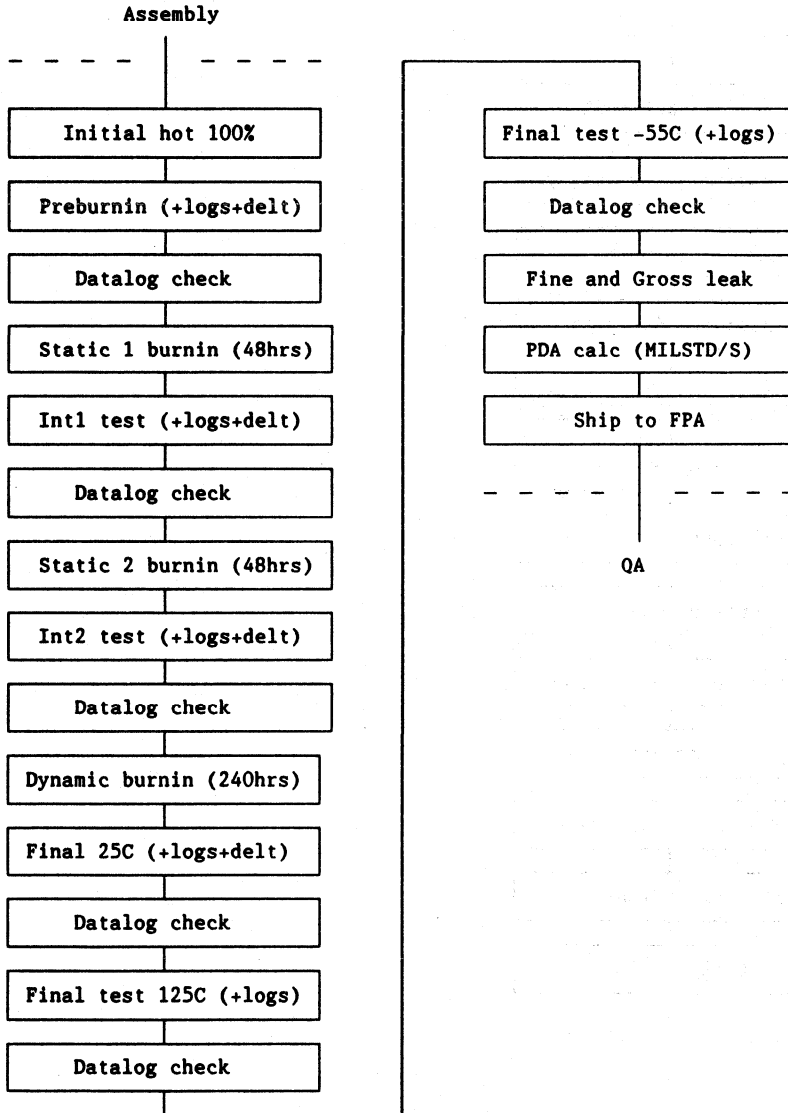 Assembly
Initial hot 100%
Preburnin (+logs+delt)
Datalog check
Static 1 burnin (48hrs)
Int1 test (+logs+delt)
Datalog check
Static 2 burnin (48hrs)
Int2 test (+logs+delt)
Datalog check
Dynamic burnin (240hrs)
Final 25C (+logs+delt)
Datalog check
Final test 125C (+logs)
Datalog check
Final test -55C (+logs)
Datalog check
Fine and Gross leak
PDA calc (MILSTD/S)
Ship to FPA
QA